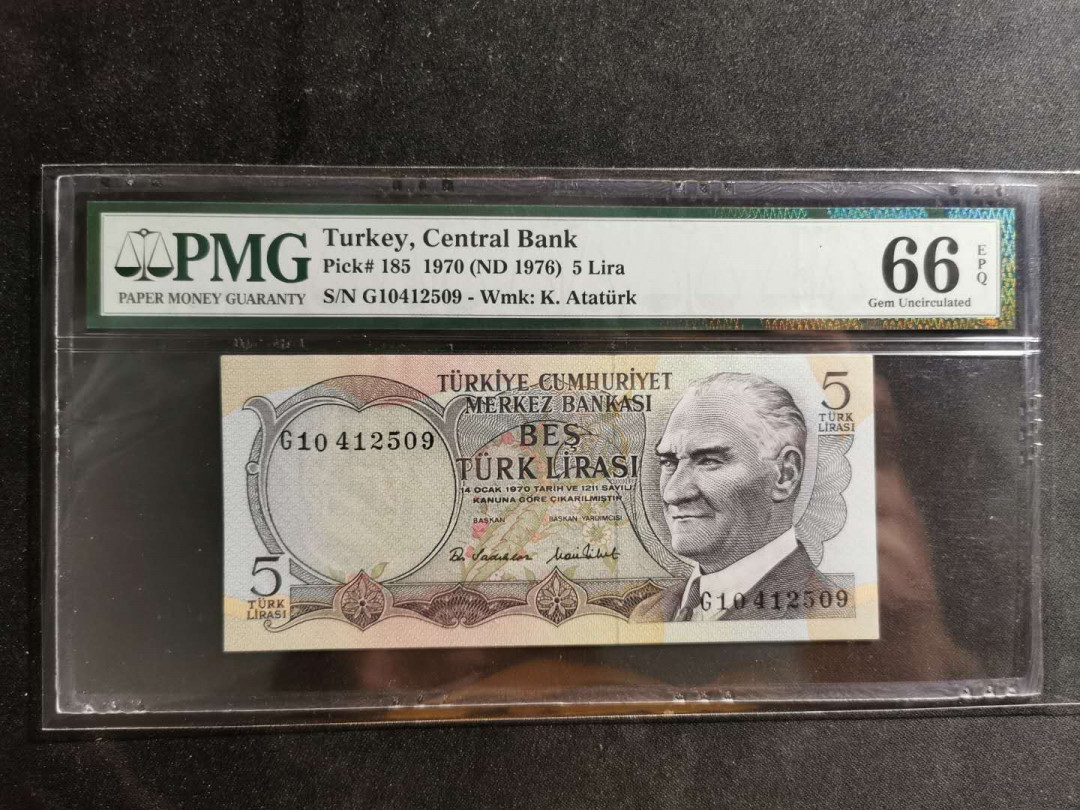 PMG
PAPER MONEY GUARANTY
Turkey, Central Bank
Pick# 185 1970 (ND 1976) 5 Lira
S/N G10412509 - Wmk: K. Atatürk
66
EPQ
Gem Uncirculated
TÜRKİYE CUMHURİYET
MERKEZ BANKASI
5
TÜRK
LİRASI
G10 412509
BEŞ
TÜRK LİRASI
14 OCAK 1970 TARİH VE 1211 SAYILI
KANUNA GÖRE ÇIKARILMIŞTIR
BAŞKAN
BAŞKAN YARDIMCISI
5
TÜRK
LİRASI
G10 412509